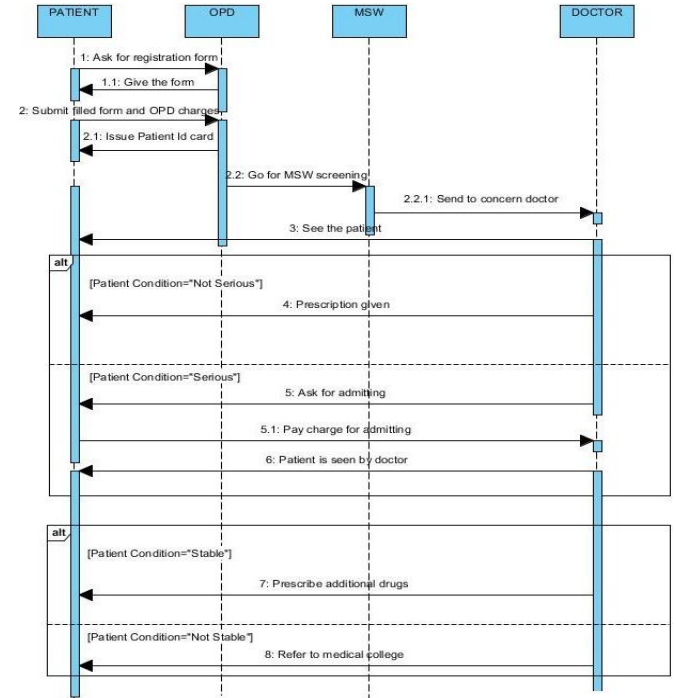 PATIENT
OPD
MSW
DOCTOR
1: Ask for registration form
1.1: Give the form
2: Submit filled form and OPD charges
2.1: Issue Patient Id card
2.2: Go for MSW screening
2.2.1: Send to concern doctor
3: See the patient
alt
[Patient Condition="Not Serious"]
4: Prescription given
[Patient Condition="Serious"]
5: Ask for admitting
5.1: Pay charge for admitting
6: Patient is seen by doctor
alt
[Patient Condition="Stable"]
7: Prescribe additional drugs
[Patient Condition="Not Stable"]
8: Refer to medical college